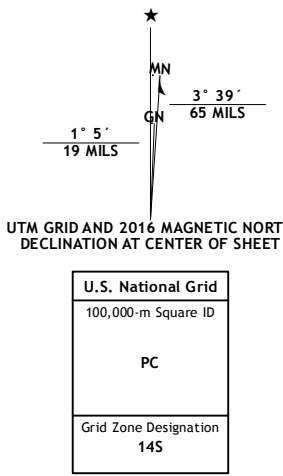 ★
MN
3° 39´
65 MILS
GN
1° 5´
19 MILS
UTM GRID AND 2016 MAGNETIC NORT
DECLINATION AT CENTER OF SHEET
U.S. National Grid
100,000-m Square ID
PC
Grid Zone Designation
14S